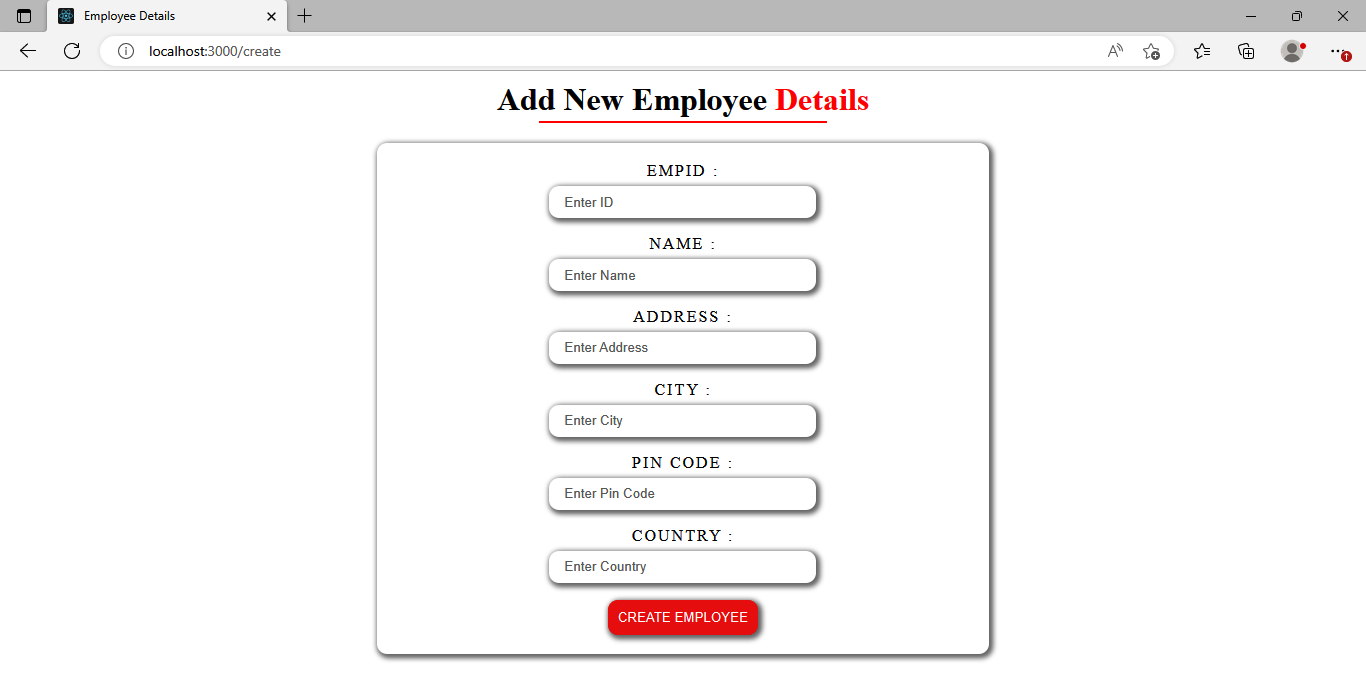 Employee Details
localhost:3000/create
Add New Employee Details
EMPID :
Enter ID
NAME :
Enter Name
ADDRESS :
Enter Address
CITY :
Enter City
PIN CODE :
Enter Pin Code
COUNTRY :
Enter Country
CREATE EMPLOYEE